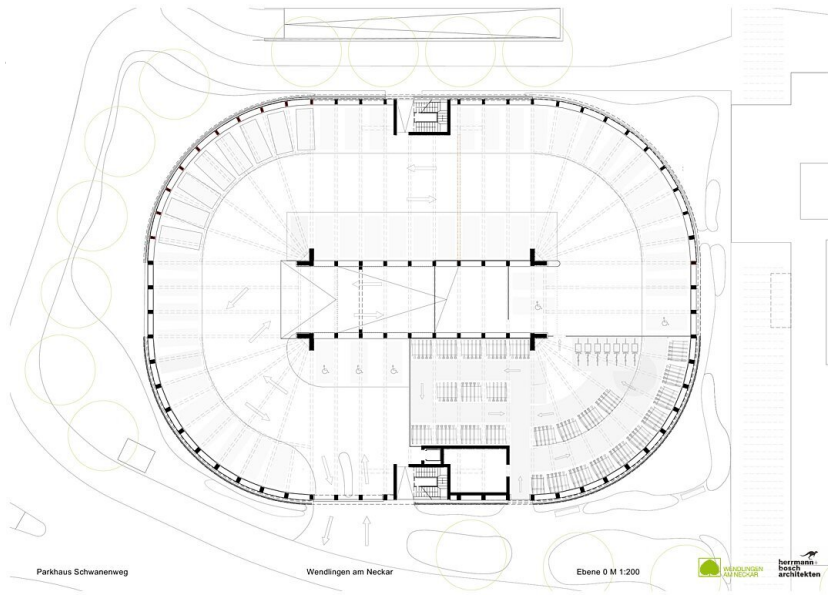 Parkhaus Schwanenweg
Wendlingen am Neckar
Ebene 0 M 1:200
WENDLINGEN
AM NECKAR
herrmann+
bosch
architekten